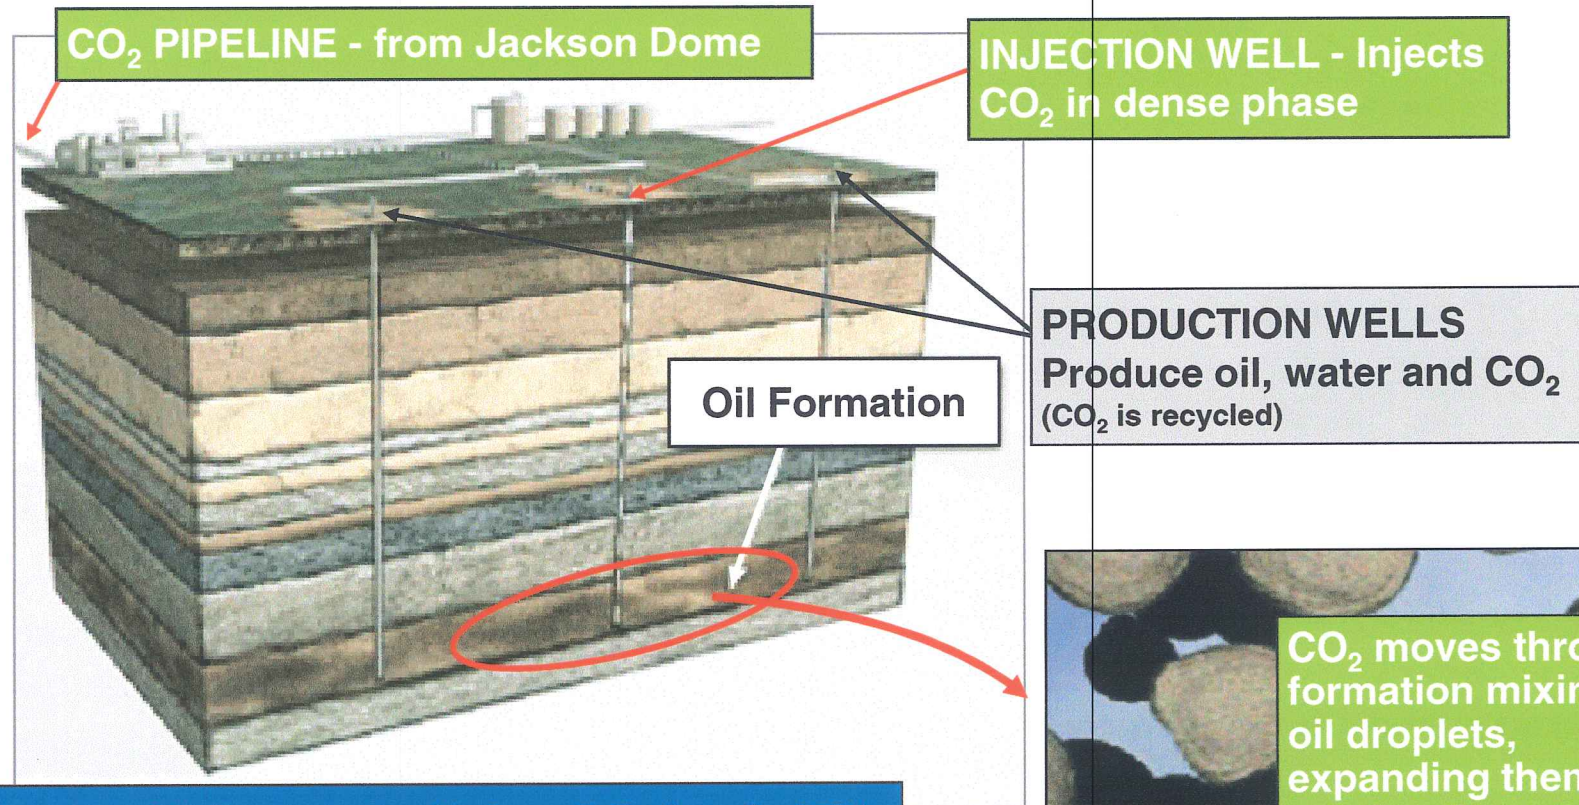 CO₂ PIPELINE - from Jackson Dome
INJECTION WELL - Injects
CO₂ in dense phase
PRODUCTION WELLS
Produce oil, water and CO₂
(CO₂ is recycled)
Oil Formation
CO₂ moves thro
formation mixin
oil droplets,
expanding them